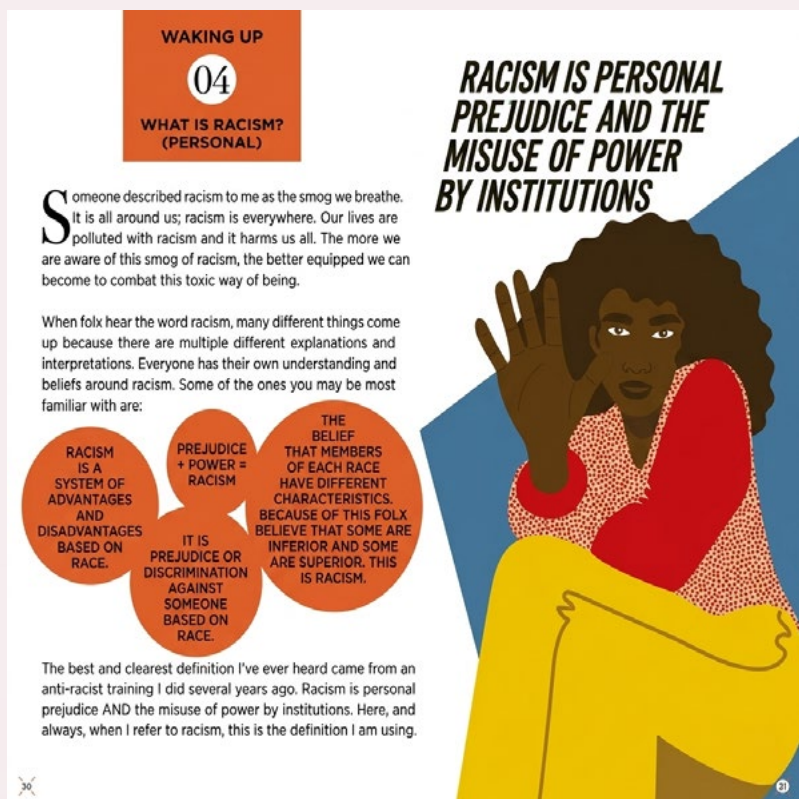 WAKING UP
04
WHAT IS RACISM?
(PERSONAL)
Someone described racism to me as the smog we breathe.
It is all around us; racism is everywhere. Our lives are
polluted with racism and it harms us all. The more we
are aware of this smog of racism, the better equipped we can
become to combat this toxic way of being.
When folx hear the word racism, many different things come
up because there are multiple different explanations and
interpretations. Everyone has their own understanding and
beliefs around racism. Some of the ones you may be most
familiar with are:
RACISM
IS A
SYSTEM OF
ADVANTAGES
AND
DISADVANTAGES
BASED ON
RACE.
PREJUDICE
+ POWER =
RACISM
IT IS
PREJUDICE OR
DISCRIMINATION
AGAINST
SOMEONE
BASED ON
RACE.
THE
BELIEF
THAT MEMBERS
OF EACH RACE
HAVE DIFFERENT
CHARACTERISTICS.
BECAUSE OF THIS FOLX
BELIEVE THAT SOME ARE
INFERIOR AND SOME
ARE SUPERIOR. THIS
IS RACISM.
The best and clearest definition I've ever heard came from an
anti-racist training I did several years ago. Racism is personal
prejudice AND the misuse of power by institutions. Here, and
always, when I refer to racism, this is the definition I am using.
30
RACISM IS PERSONAL
PREJUDICE AND THE
MISUSE OF POWER
BY INSTITUTIONS
31